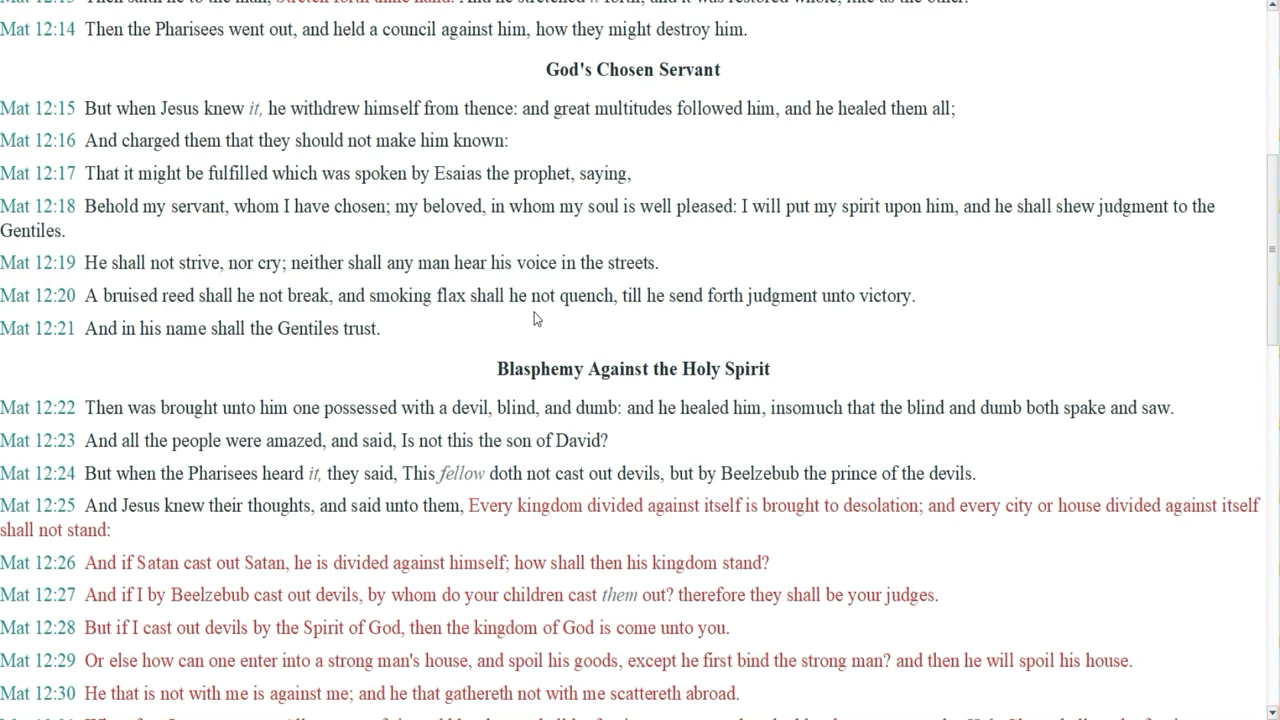 Mat 12:14 Then the Pharisees went out, and held a council against him, how they might destroy him.
God's Chosen Servant
Mat 12:15 But when Jesus knew it, he withdrew himself from thence: and great multitudes followed him, and he healed them all;
Mat 12:16 And charged them that they should not make him known:
Mat 12:17 That it might be fulfilled which was spoken by Esaias the prophet, saying,
Mat 12:18 Behold my servant, whom I have chosen; my beloved, in whom my soul is well pleased: I will put my spirit upon him, and he shall shew judgment to the
Gentiles.
Mat 12:19 He shall not strive, nor cry; neither shall any man hear his voice in the streets.
Mat 12:20 A bruised reed shall he not break, and smoking flax shall he not quench, till he send forth judgment unto victory.
Mat 12:21 And in his name shall the Gentiles trust.
Blasphemy Against the Holy Spirit
Mat 12:22 Then was brought unto him one possessed with a devil, blind, and dumb: and he healed him, insomuch that the blind and dumb both spake and saw.
Mat 12:23 And all the people were amazed, and said, Is not this the son of David?
Mat 12:24 But when the Pharisees heard it, they said, This fellow doth not cast out devils, but by Beelzebub the prince of the devils.
Mat 12:25 And Jesus knew their thoughts, and said unto them, Every kingdom divided against itself is brought to desolation; and every city or house divided against itself
shall not stand:
Mat 12:26 And if Satan cast out Satan, he is divided against himself; how shall then his kingdom stand?
Mat 12:27 And if I by Beelzebub cast out devils, by whom do your children cast them out? therefore they shall be your judges.
Mat 12:28 But if I cast out devils by the Spirit of God, then the kingdom of God is come unto you.
Mat 12:29 Or else how can one enter into a strong man's house, and spoil his goods, except he first bind the strong man? and then he will spoil his house.
Mat 12:30 He that is not with me is against me; and he that gathereth not with me scattereth abroad.